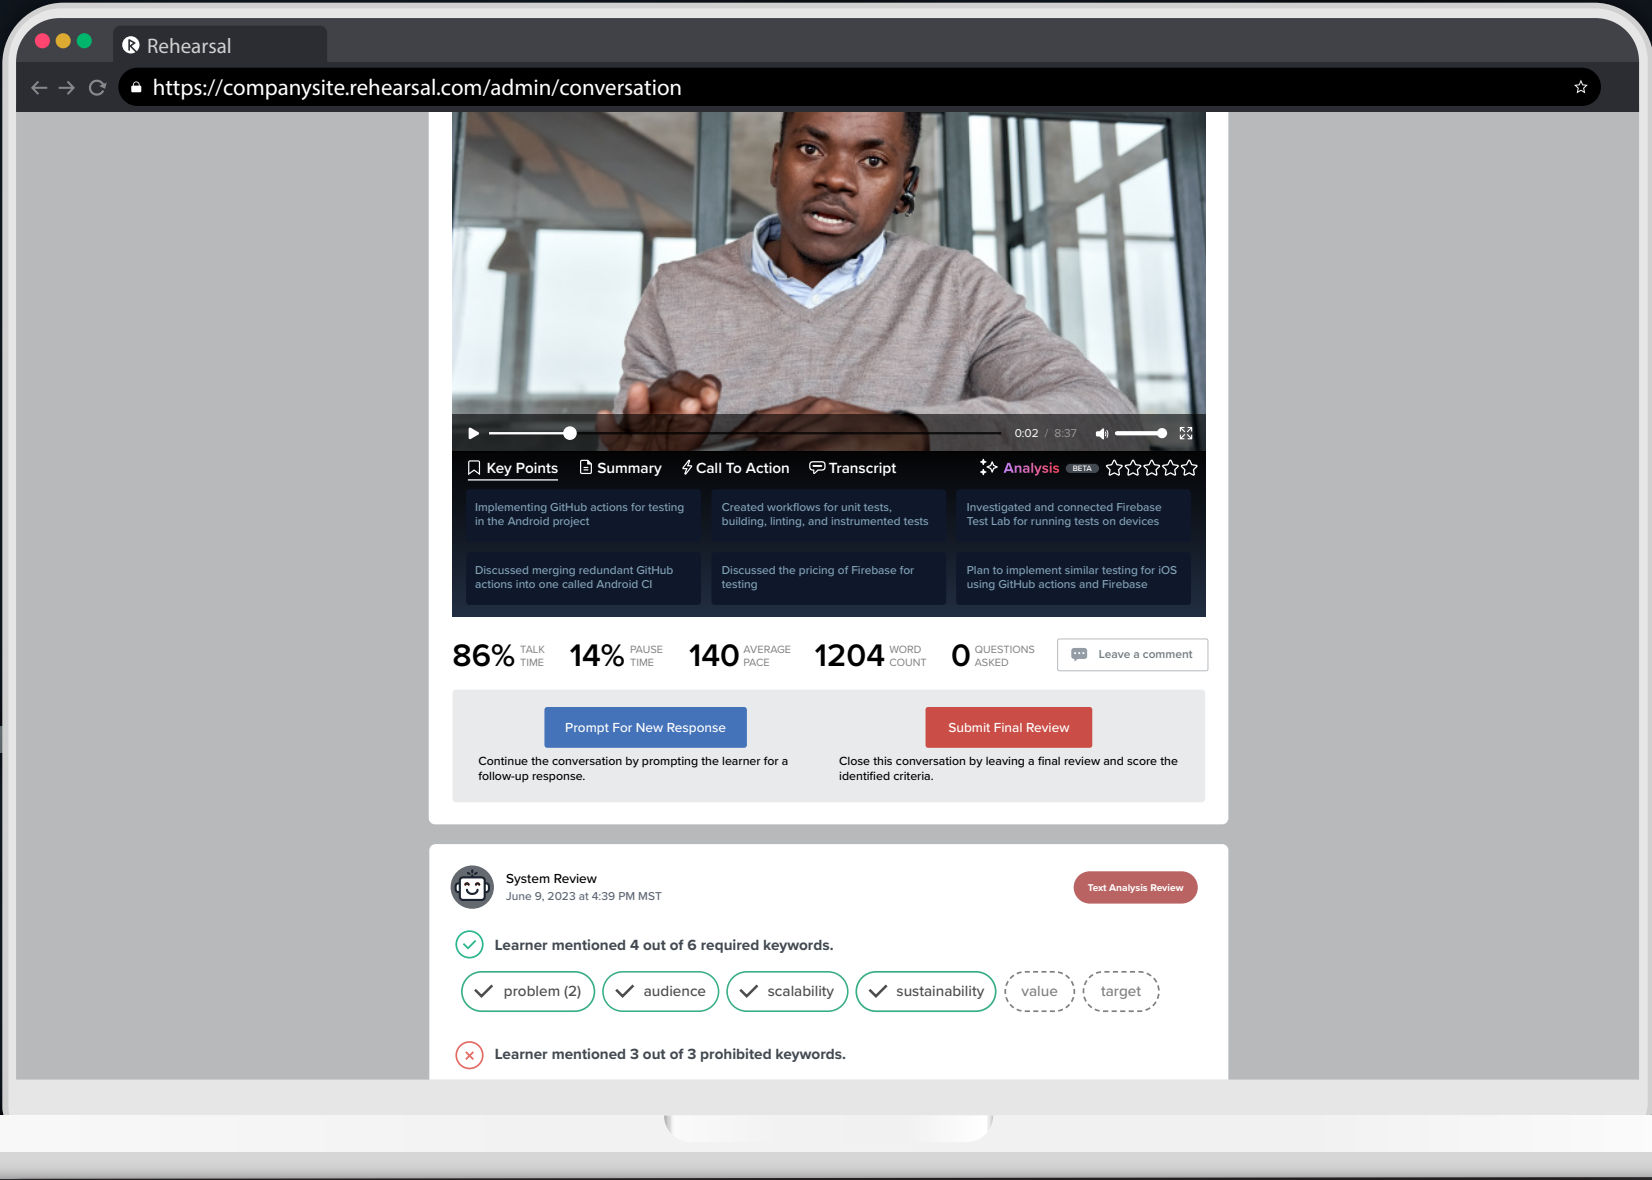 Rehearsal
https://companysite.rehearsal.com/admin/conversation
0:02 / 8:37
Key Points Summary Call To Action Transcript Analysis BETA
Implementing GitHub actions for testing
in the Android project
Created workflows for unit tests,
building, linting, and instrumented tests
Investigated and connected Firebase
Test Lab for running tests on devices
Discussed merging redundant GitHub
actions into one called Android CI
Discussed the pricing of Firebase for
testing
Plan to implement similar testing for iOS
using GitHub actions and Firebase
86% TALK
TIME
14% PAUSE
TIME
140 AVERAGE
PACE
1204 WORD
COUNT
0 QUESTIONS
ASKED
Leave a comment
Prompt For New Response
Continue the conversation by prompting the learner for a
follow-up response.
Submit Final Review
Close this conversation by leaving a final review and score the
identified criteria.
System Review
June 9, 2023 at 4:39 PM MST
Text Analysis Review
Learner mentioned 4 out of 6 required keywords.
problem (2) audience scalability sustainability value target
Learner mentioned 3 out of 3 prohibited keywords.